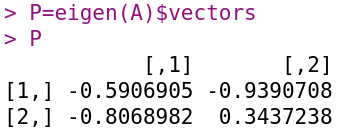 > P=eigen(A)$vectors
> P
           [,1]       [,2]
[1,] -0.5906905 -0.9390708
[2,] -0.8068982  0.3437238